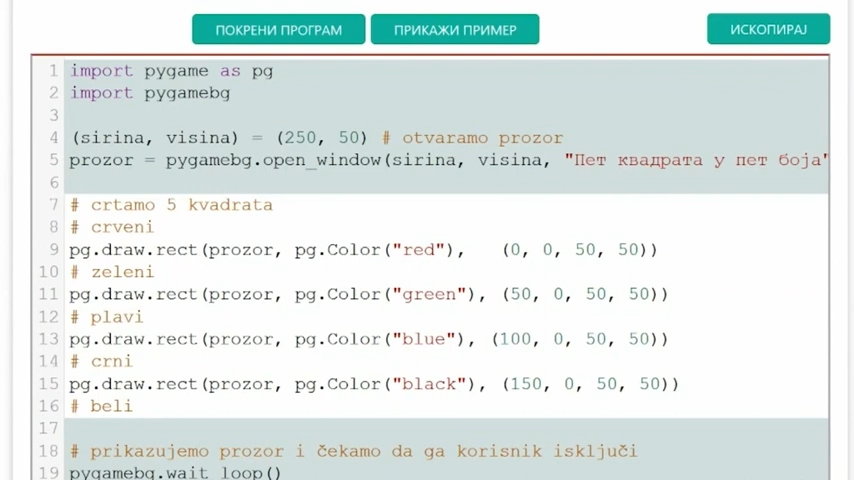 ПОКРЕНИ ПРОГРАМ ПРИКАЖИ ПРИМЕР ИСКОПИРАЈ
1 import pygame as pg
2 import pygamebg
3
4 (sirina, visina) = (250, 50) # otvaramo prozor
5 prozor = pygamebg.open_window(sirina, visina, "Пет квадрата у пет боја"
6
7 # crtamo 5 kvadrata
8 # crveni
9 pg.draw.rect(prozor, pg.Color("red"), (0, 0, 50, 50))
10 # zeleni
11 pg.draw.rect(prozor, pg.Color("green"), (50, 0, 50, 50))
12 # plavi
13 pg.draw.rect(prozor, pg.Color("blue"), (100, 0, 50, 50))
14 # crni
15 pg.draw.rect(prozor, pg.Color("black"), (150, 0, 50, 50))
16 # beli
17
18 # prikazujemo prozor i čekamo da ga korisnik isključi
19 pygamebg.wait_loop()